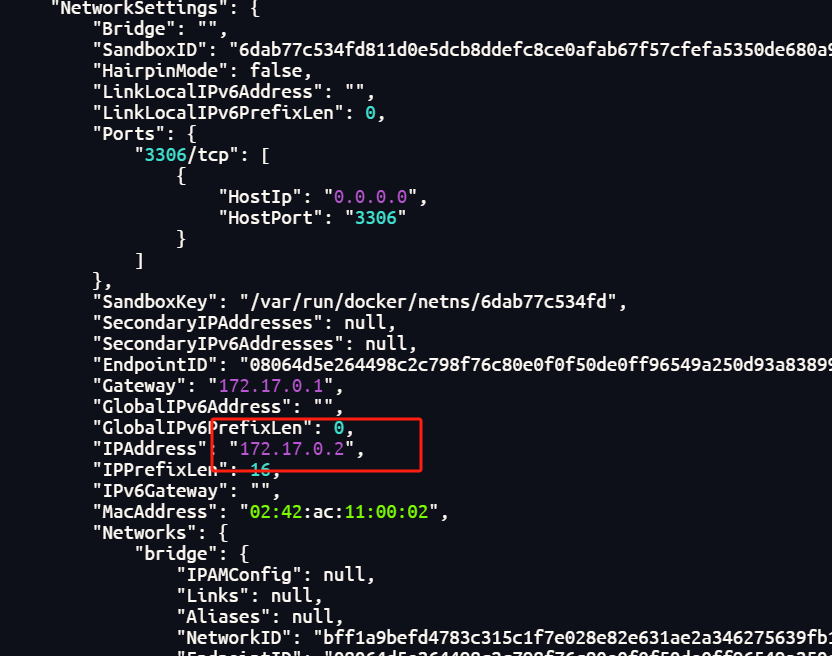 "NetworkSettings": {
"Bridge": "",
"SandboxID": "6dab77c534fd811d0e5dcb8ddefc8ce0afab67f57cfefa5350de680a9
"HairpinMode": false,
"LinkLocalIPv6Address": "",
"LinkLocalIPv6PrefixLen": 0,
"Ports": {
"3306/tcp": [
{
"HostIp": "0.0.0.0",
"HostPort": "3306"
}
]
},
"SandboxKey": "/var/run/docker/netns/6dab77c534fd",
"SecondaryIPAddresses": null,
"SecondaryIPv6Addresses": null,
"EndpointID": "08064d5e264498c2c798f76c80e0f0f50de0ff96549a250d93a83899
"Gateway": "172.17.0.1",
"GlobalIPv6Address": "",
"GlobalIPv6PrefixLen": 0,
"IPAddress": "172.17.0.2",
"IPPrefixLen": 16,
"IPv6Gateway": "",
"MacAddress": "02:42:ac:11:00:02",
"Networks": {
"bridge": {
"IPAMConfig": null,
"Links": null,
"Aliases": null,
"NetworkID": "bff1a9befd4783c315c1f7e028e82e631ae2a346275639fb1